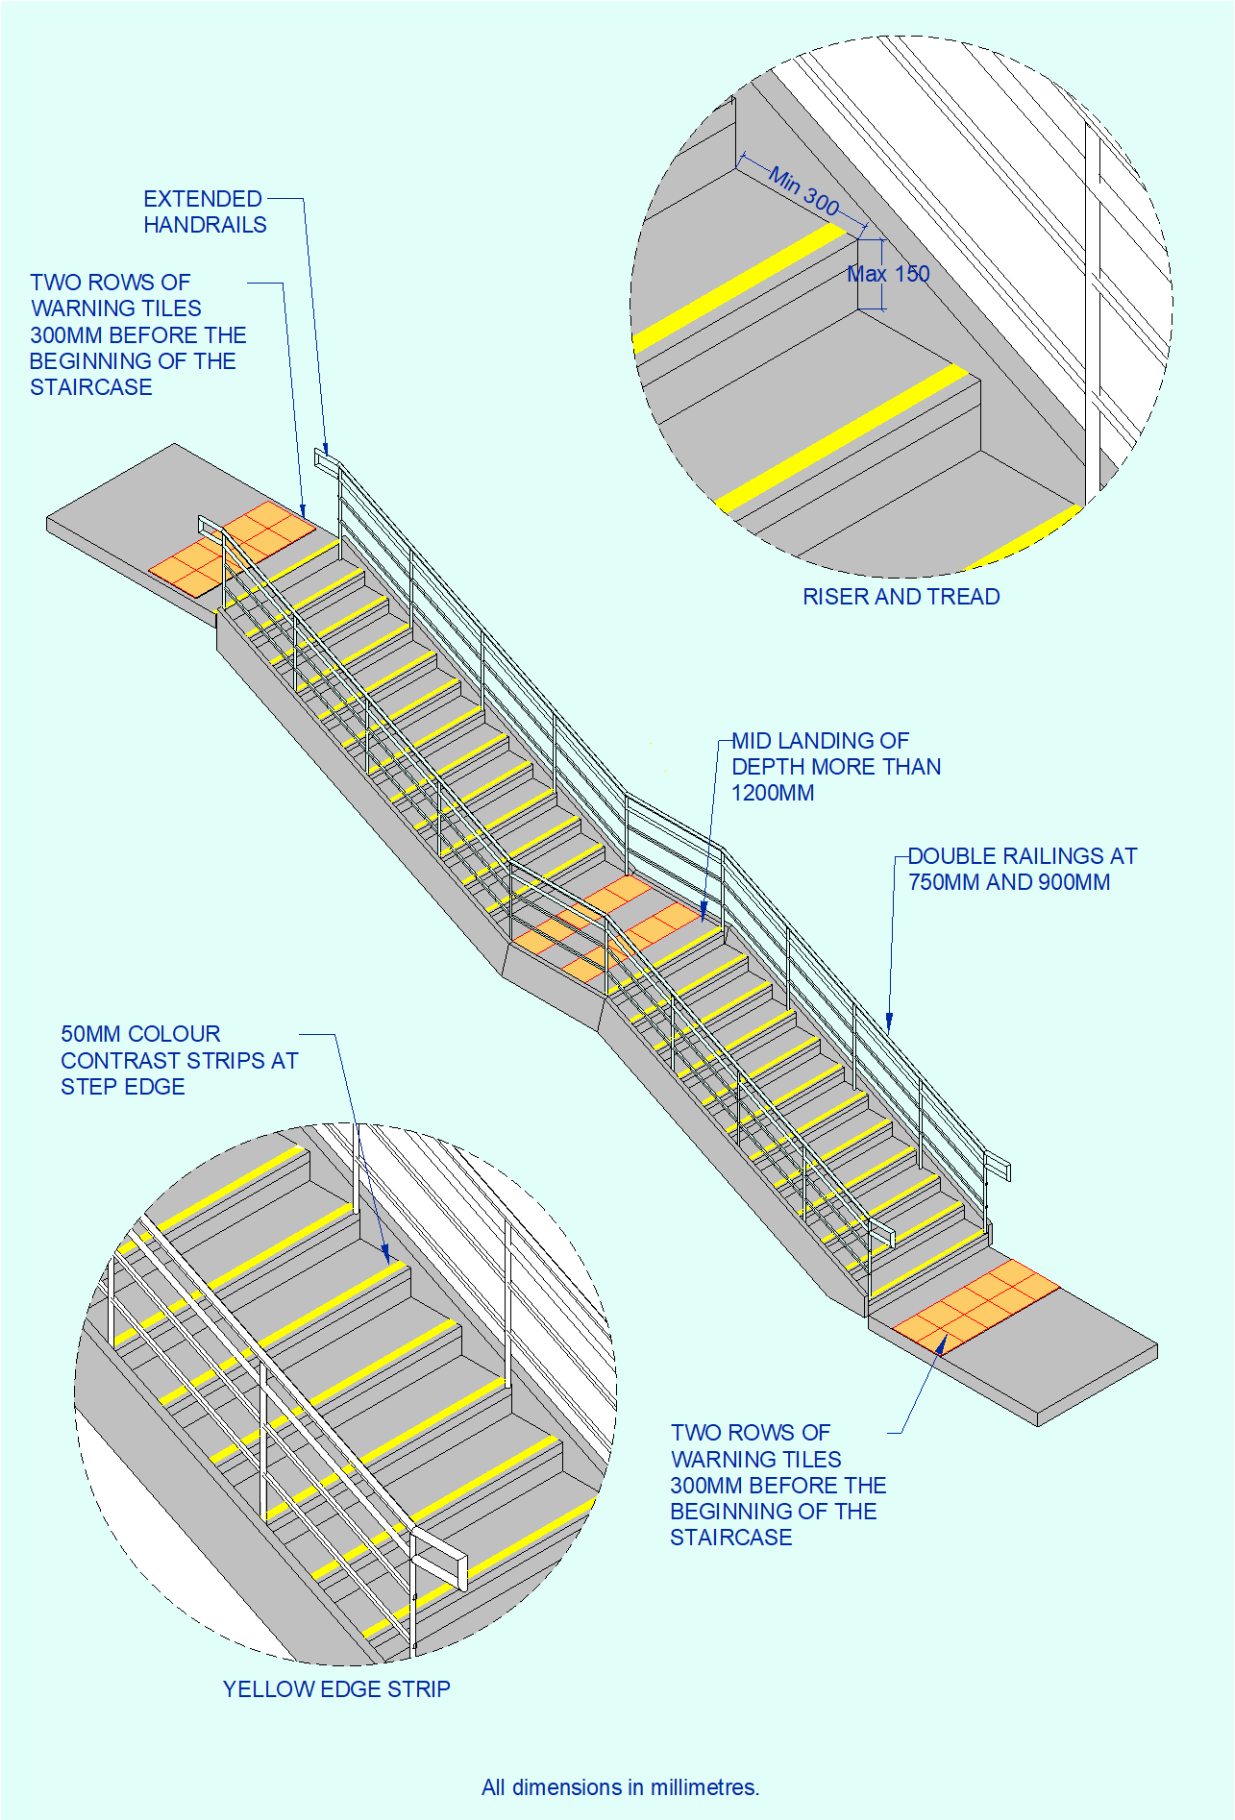 EXTENDED
HANDRAILS
TWO ROWS OF
WARNING TILES
300MM BEFORE THE
BEGINNING OF THE
STAIRCASE
Min 300
Max 150
RISER AND TREAD
MID LANDING OF
DEPTH MORE THAN
1200MM
DOUBLE RAILINGS AT
750MM AND 900MM
50MM COLOUR
CONTRAST STRIPS AT
STEP EDGE
TWO ROWS OF
WARNING TILES
300MM BEFORE THE
BEGINNING OF THE
STAIRCASE
YELLOW EDGE STRIP
All dimensions in millimetres.